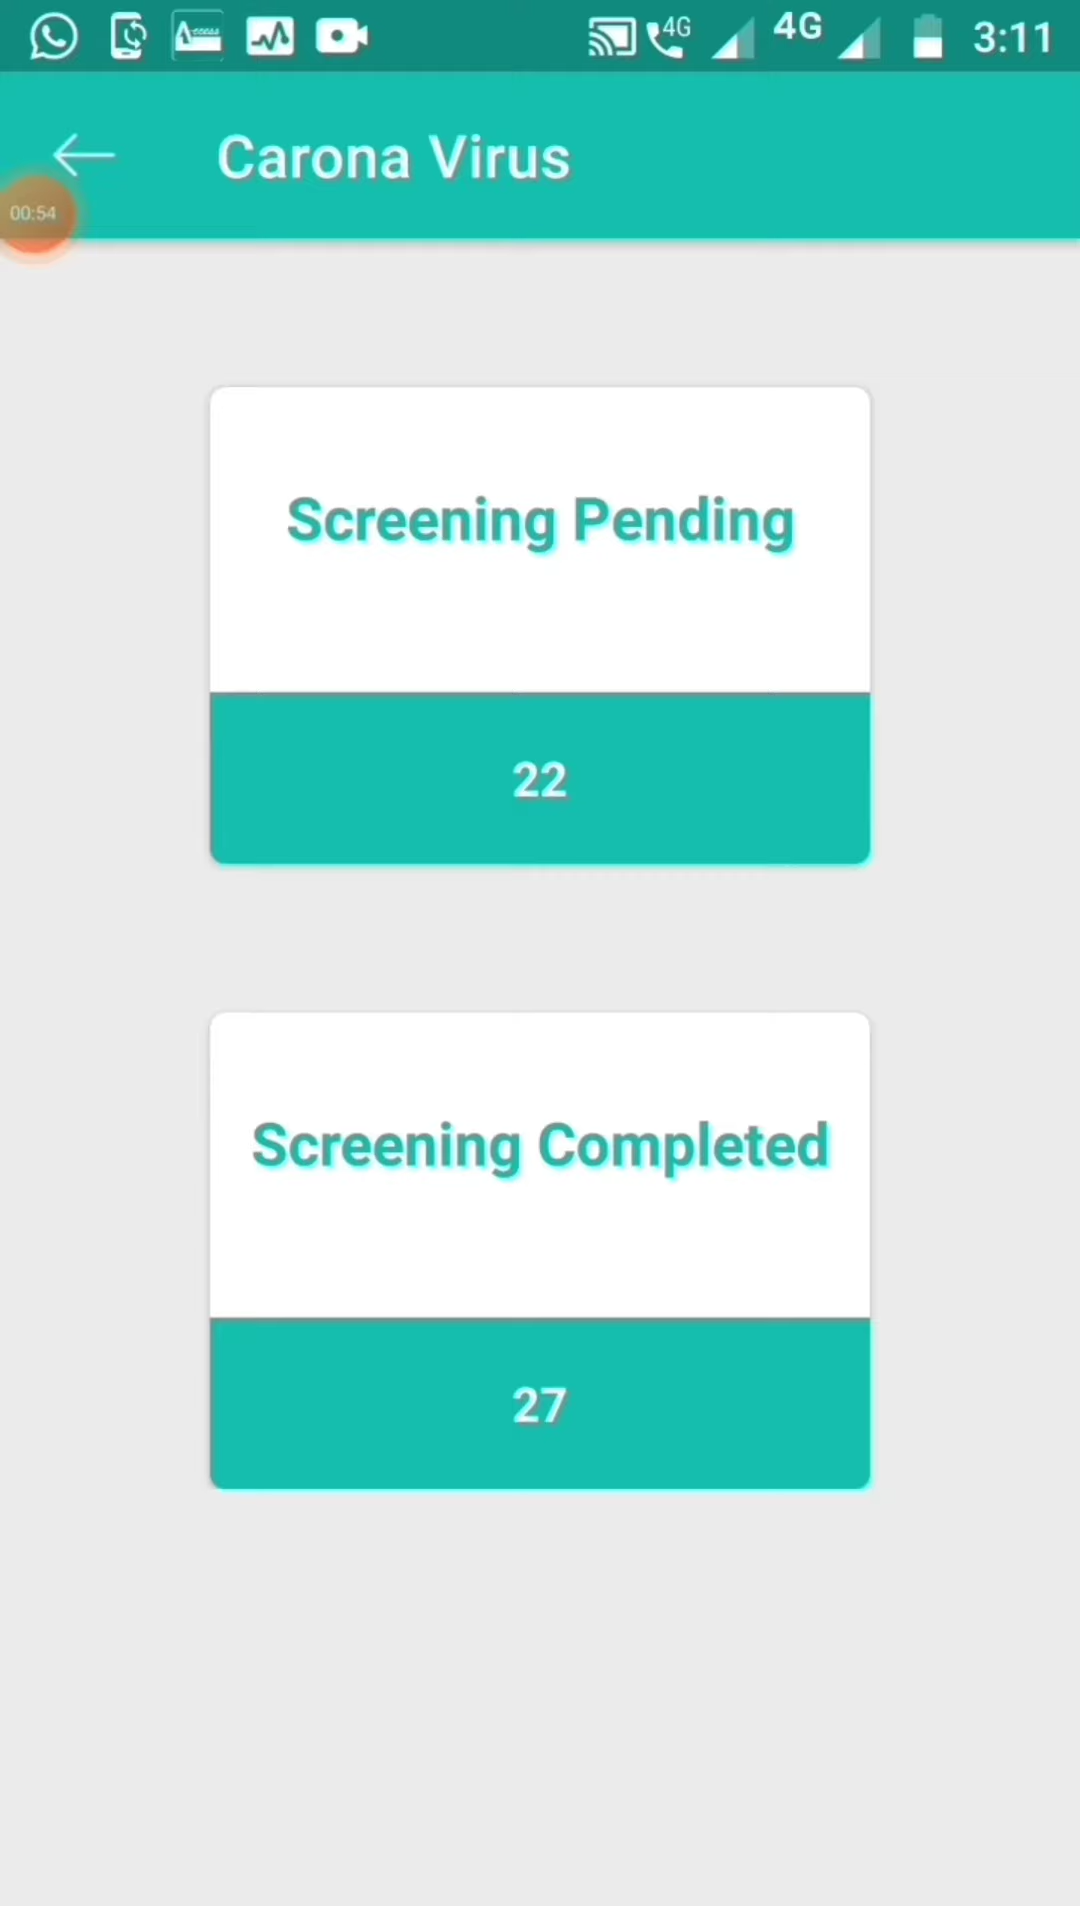 4G 4G 3:11
Carona Virus
00:54
Screening Pending
22
Screening Completed
27